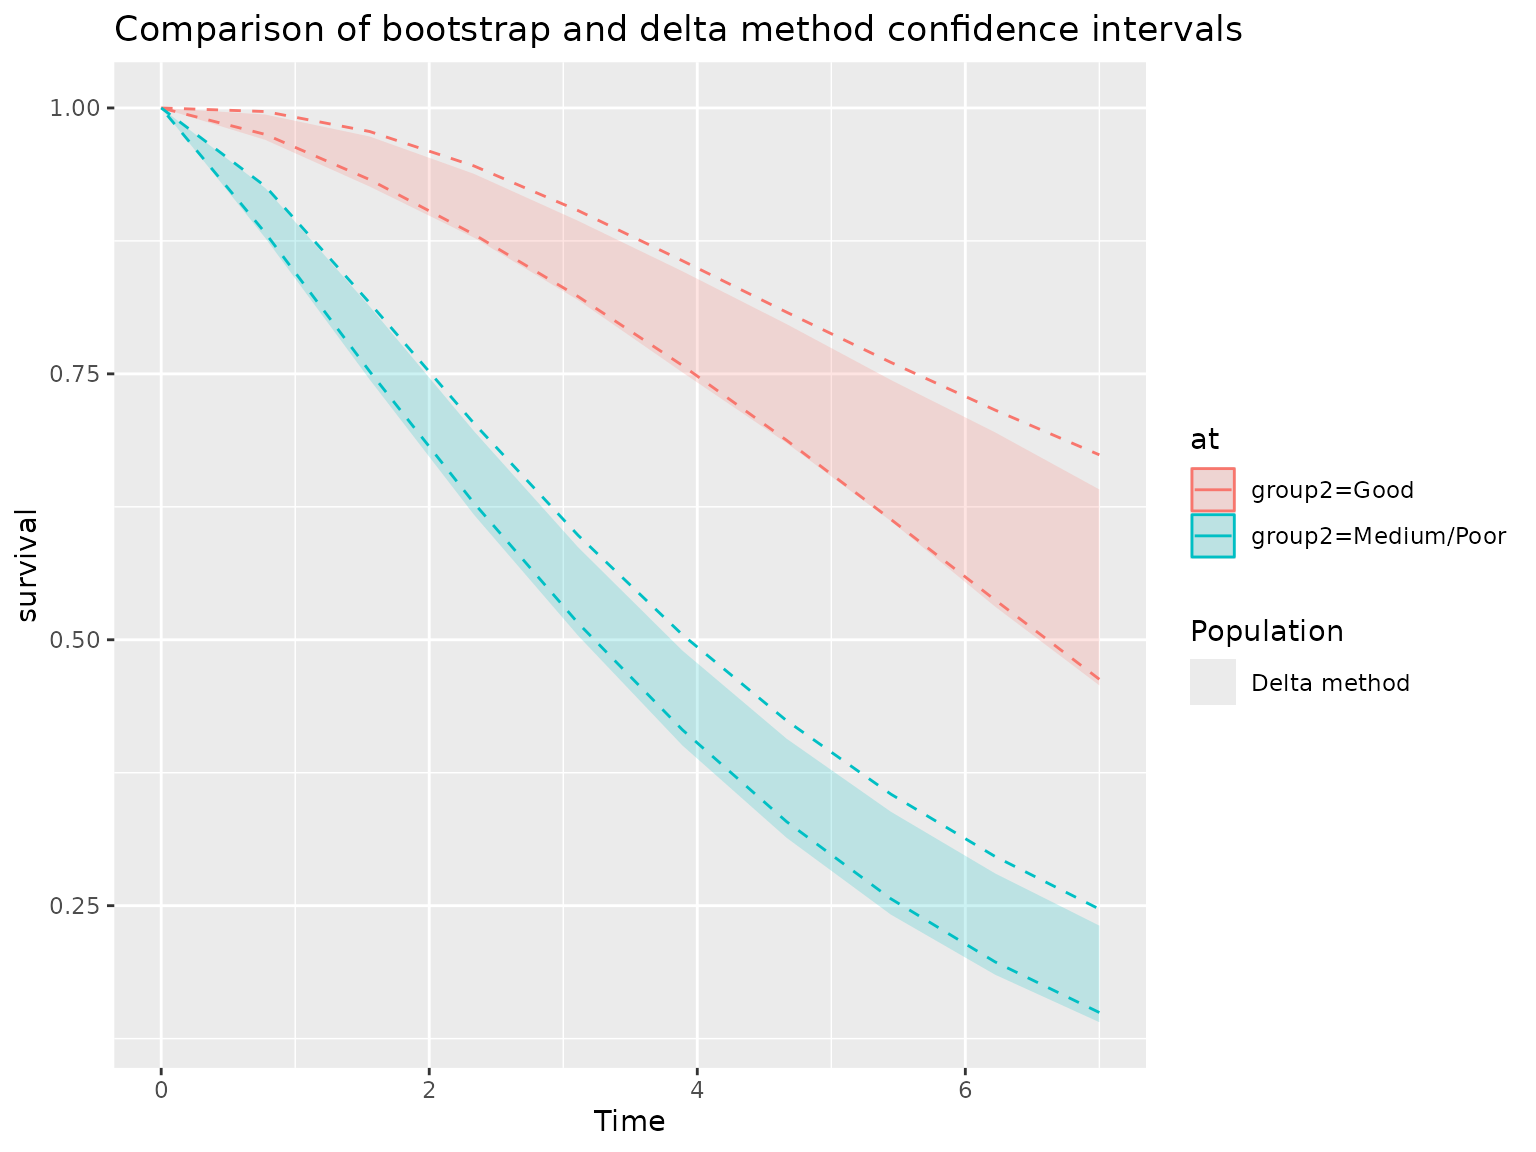 Comparison of bootstrap and delta method confidence intervals
1.00
0.75
0.50
0.25
survival
0
2
4
6
Time
at
group2=Good
group2=Medium/Poor
Population
Delta method